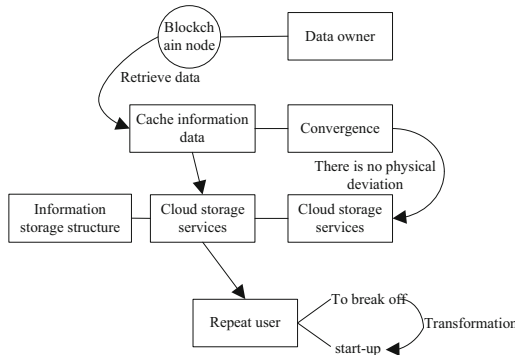 Blockch
ain node
Data owner
Retrieve data
Cache information
data
Convergence
There is no physical
deviation
Information
storage structure
Cloud storage
services
Cloud storage
services
Repeat user
To break off
Transformation
start-up